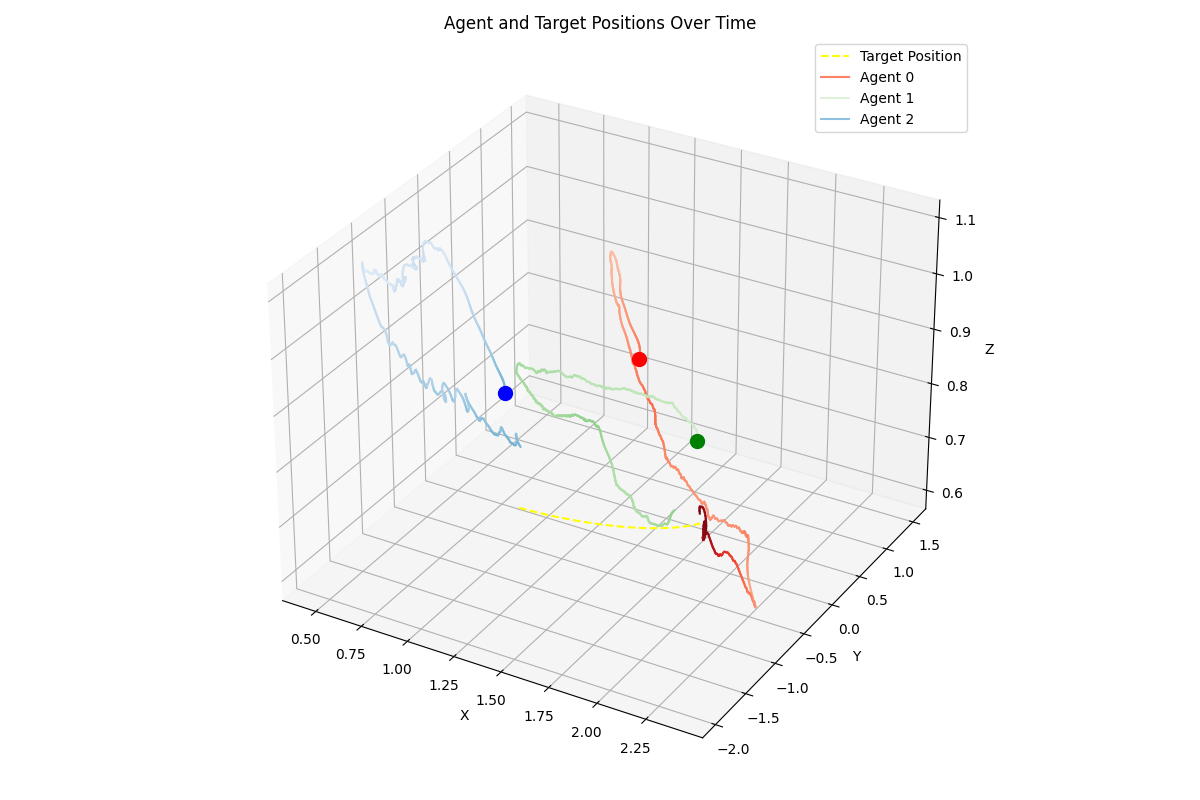 Agent and Target Positions Over Time
Target Position
Agent 0
Agent 1
Agent 2
1.1
1.0
0.9
Z
0.8
0.7
0.6
1.5
1.0
0.5
0.0
−0.5
Y
−1.0
−1.5
−2.0
0.50
0.75
1.00
1.25
1.50
X
1.75
2.00
2.25